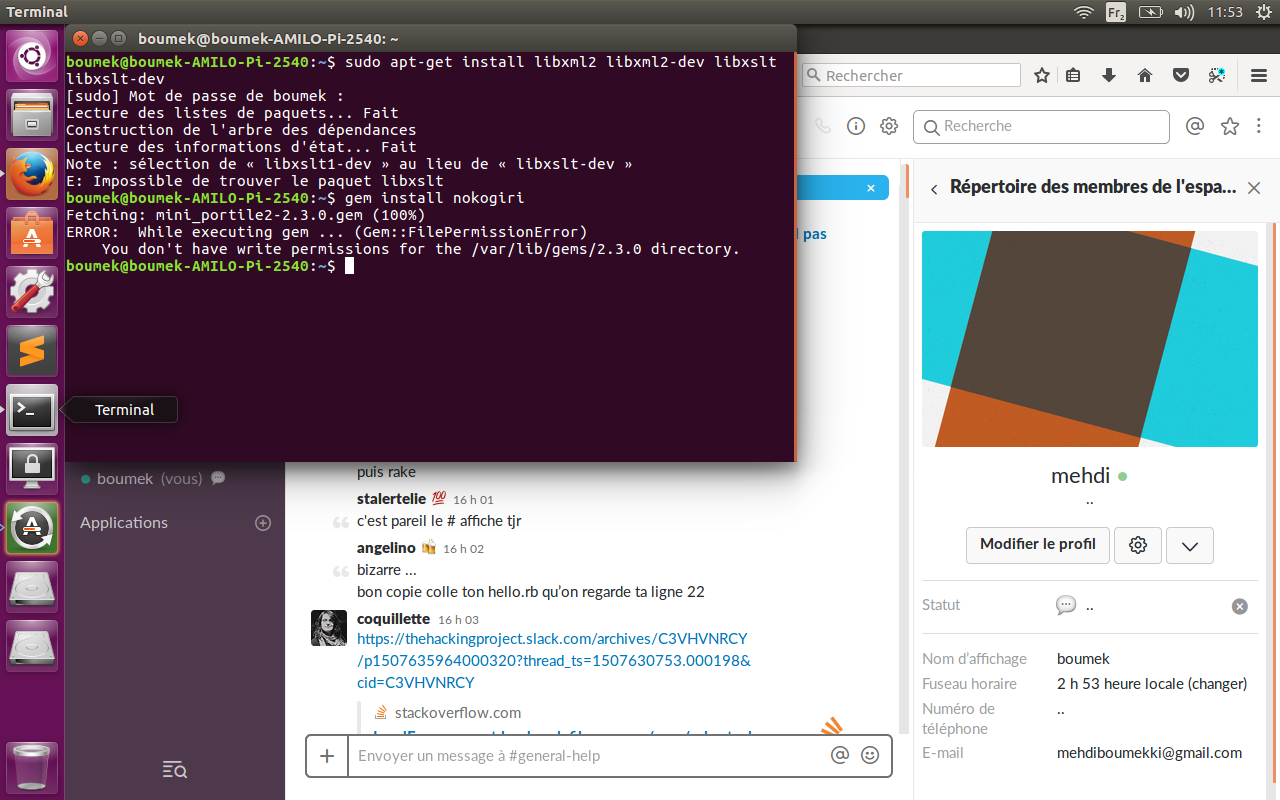 Terminal
Fr2
11:53
boumek@boumek-AMILO-Pi-2540: ~
boumek@boumek-AMILO-Pi-2540:~$ sudo apt-get install libxml2 libxml2-dev libxslt
libxslt-dev
[sudo] Mot de passe de boumek :
Lecture des listes de paquets... Fait
Construction de l'arbre des dépendances
Lecture des informations d'état... Fait
Note : sélection de « libxslt1-dev » au lieu de « libxslt-dev »
E: Impossible de trouver le paquet libxslt
boumek@boumek-AMILO-Pi-2540:~$ gem install nokogiri
Fetching: mini_portile2-2.3.0.gem (100%)
ERROR:  While executing gem ... (Gem::FilePermissionError)
    You don't have write permissions for the /var/lib/gems/2.3.0 directory.
boumek@boumek-AMILO-Pi-2540:~$
Terminal
Rechercher
Recherche
pas
boumek (vous)
Applications
puis rake
stalertelie 💯 16 h 01
c'est pareil le # affiche tjr
angelino 🍻 16 h 02
bizarre ...
bon copie colle ton hello.rb qu'on regarde ta ligne 22
coquillette 16 h 03
https://thehackingproject.slack.com/archives/C3VHVNRCY
/p1507635964000320?thread_ts=1507630753.000198&
cid=C3VHVNRCY
stackoverflow.com
Envoyer un message à #general-help
Répertoire des membres de l'espa...
mehdi
..
Modifier le profil
Statut 💬 ..
Nom d'affichage boumek
Fuseau horaire 2 h 53 heure locale (changer)
Numéro de téléphone ..
E-mail mehdiboumekki@gmail.com